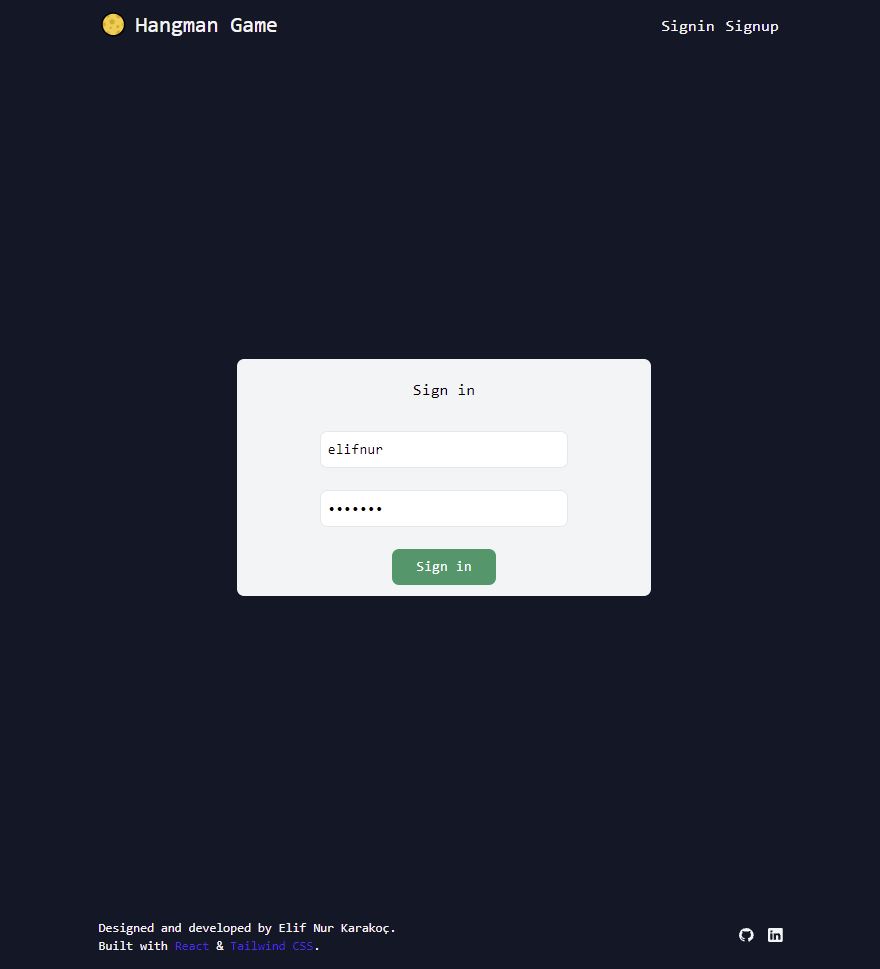 Hangman Game
Signin Signup
Sign in
elifnur
•••••••
Sign in
Designed and developed by Elif Nur Karakoç.
Built with React & Tailwind CSS.